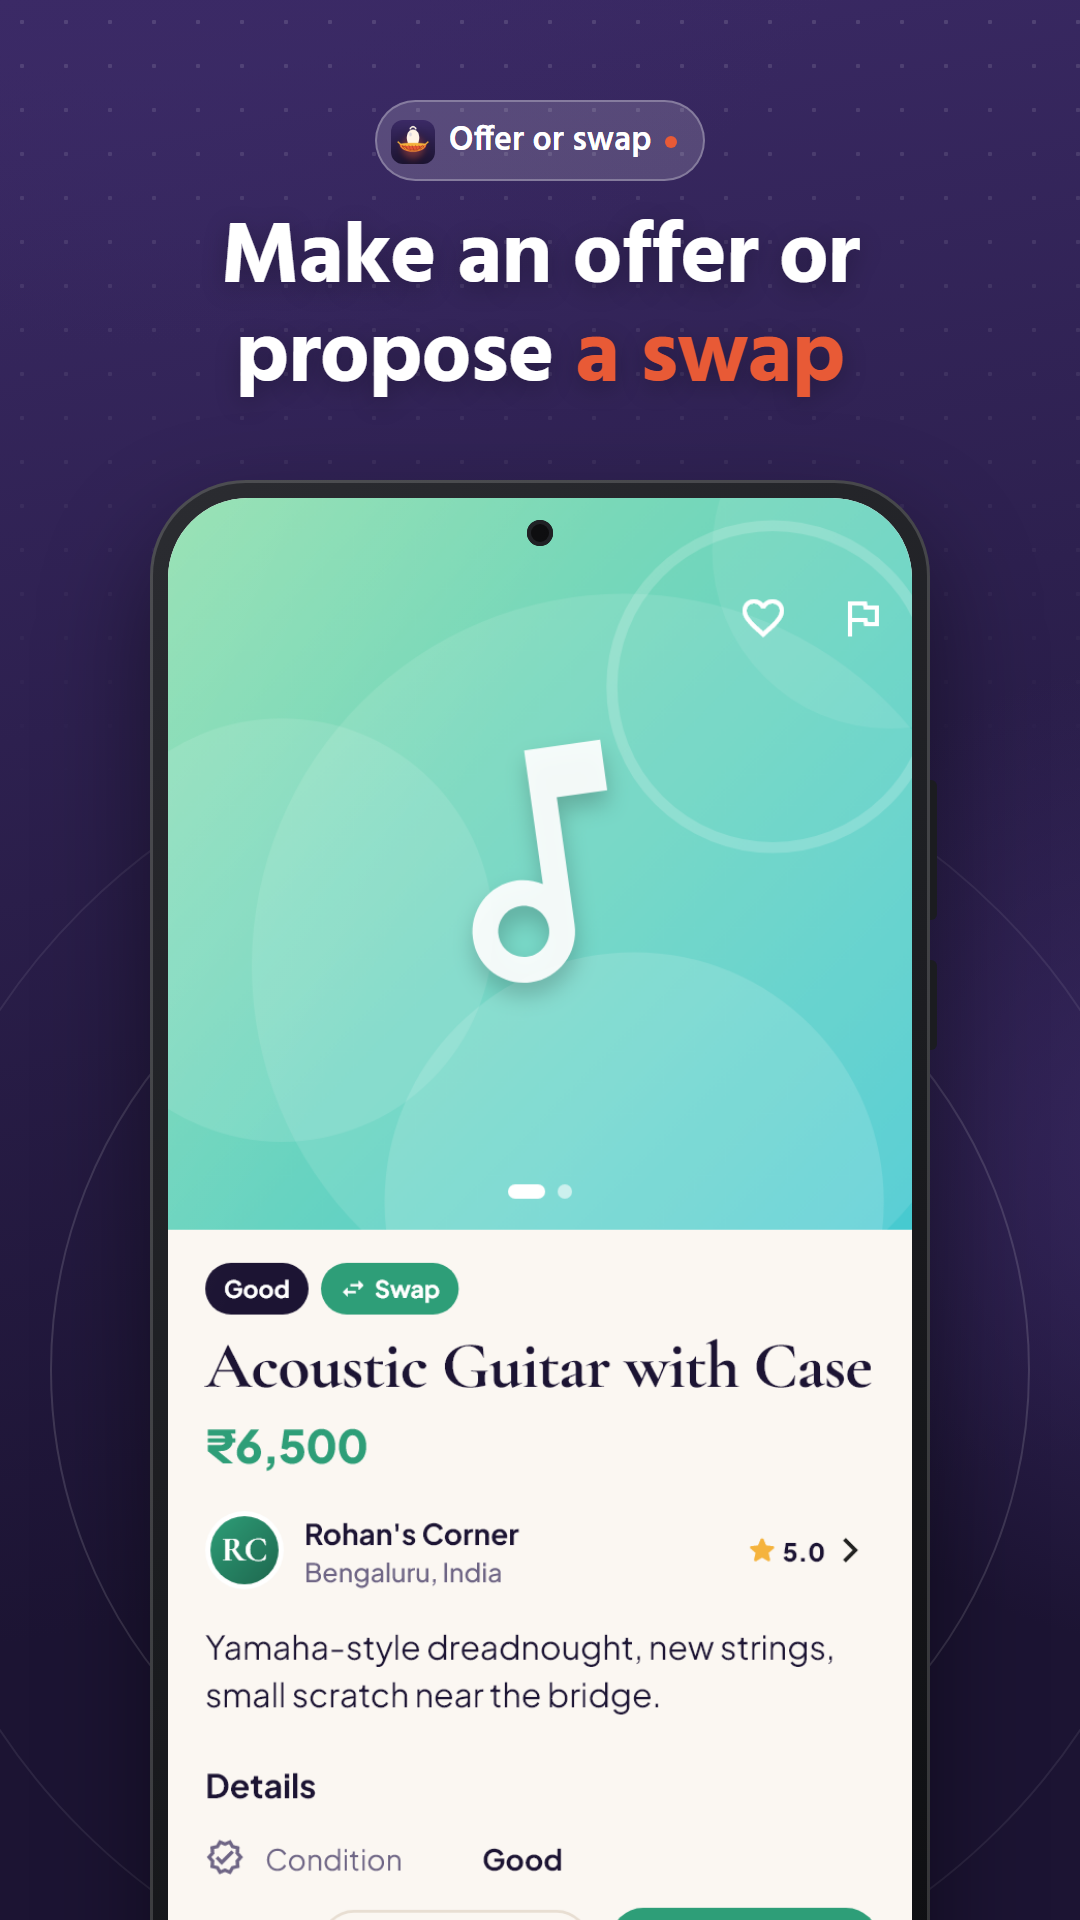 Offer or swap
Make an offer or
propose a swap
Good
Swap
Acoustic Guitar with Case
₹6,500
RC
Rohan's Corner
Bengaluru, India
5.0
Yamaha-style dreadnought, new strings,
small scratch near the bridge.
Details
Condition Good